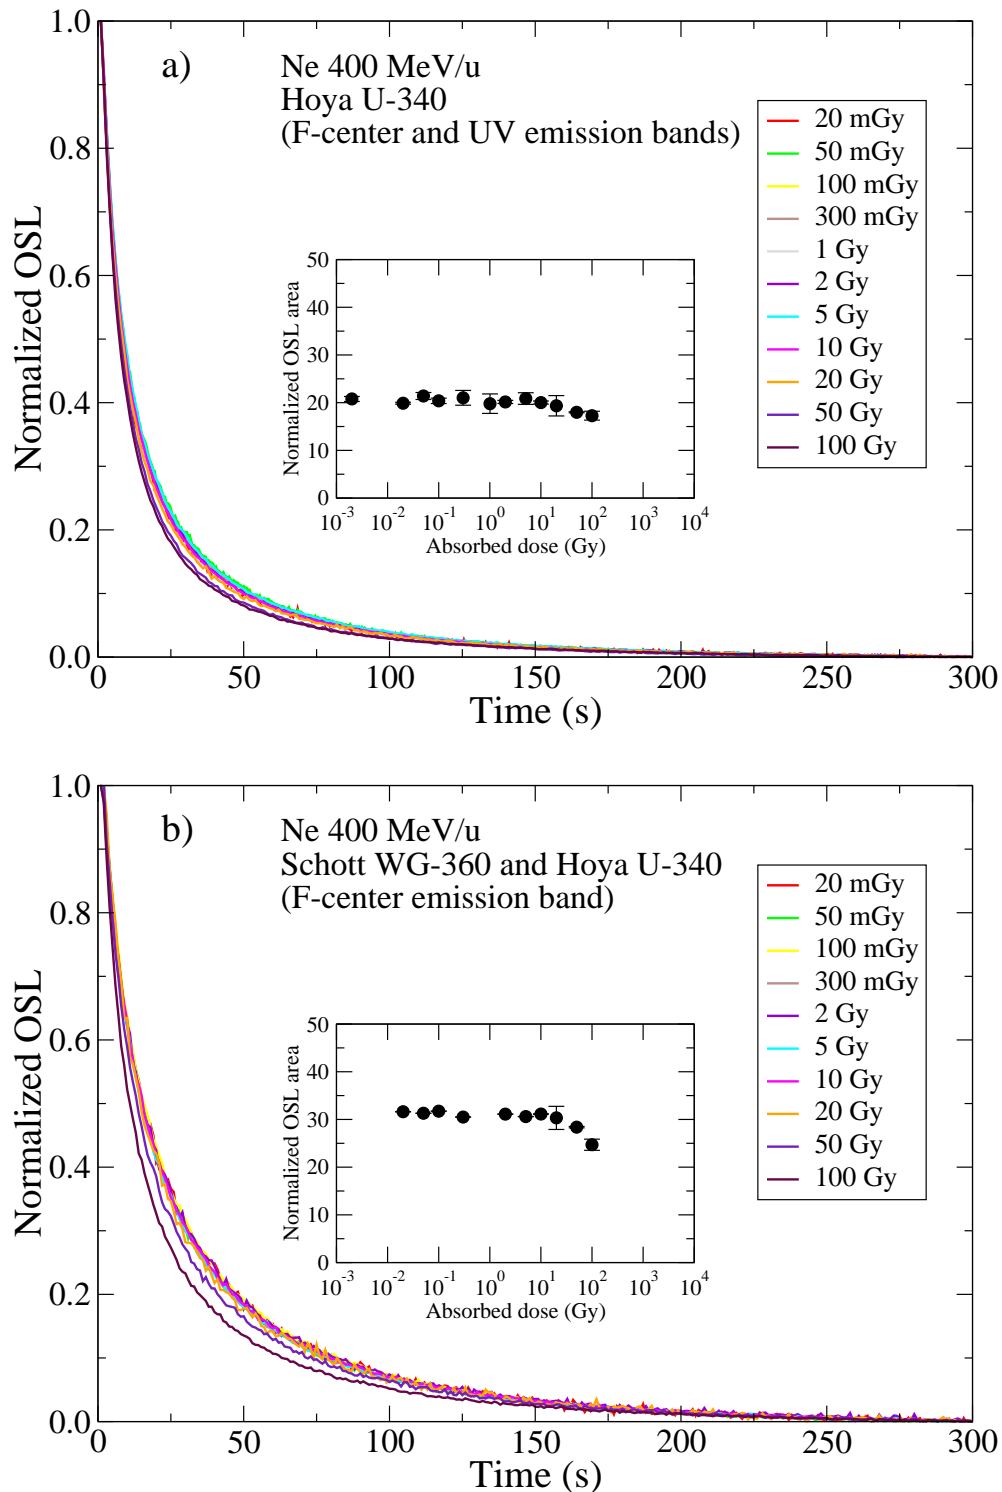 a)
Ne 400 MeV/u
Hoya U-340
(F-center and UV emission bands)
20 mGy
50 mGy
100 mGy
300 mGy
1 Gy
2 Gy
5 Gy
10 Gy
20 Gy
50 Gy
100 Gy
Normalized OSL
1.0
0.8
0.6
0.4
0.2
0.0
0 50 100 150 200 250 300
Time (s)
Normalized OSL area
50
40
30
20
10
0
10⁻³ 10⁻² 10⁻¹ 10⁰ 10¹ 10² 10³ 10⁴
Absorbed dose (Gy)
b)
Ne 400 MeV/u
Schott WG-360 and Hoya U-340
(F-center emission band)
20 mGy
50 mGy
100 mGy
300 mGy
2 Gy
5 Gy
10 Gy
20 Gy
50 Gy
100 Gy
Normalized OSL
1.0
0.8
0.6
0.4
0.2
0.0
0 50 100 150 200 250 300
Time (s)
Normalized OSL area
50
40
30
20
10
0
10⁻³ 10⁻² 10⁻¹ 10⁰ 10¹ 10² 10³ 10⁴
Absorbed dose (Gy)